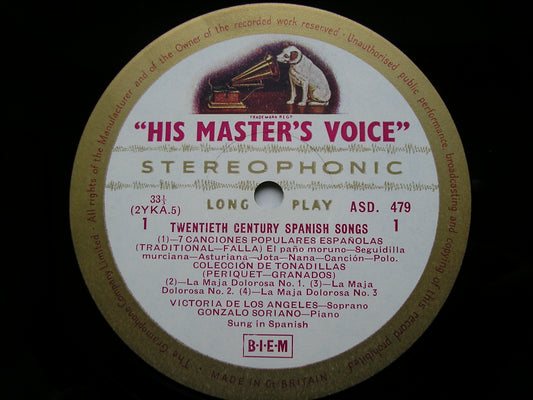 All rights of the Manufacturer and of the Owner of the recorded work reserved · Unauthorised public performance, broadcasting and copying of this record prohibited · The Gramophone Company Limited ·
TRADEMARK REGD
"HIS MASTER'S VOICE"
STEREOPHONIC
LONG PLAY
33⅓
(2YKA.5)
ASD. 479
1 TWENTIETH CENTURY SPANISH SONGS 1
(1)—7 CANCIONES POPULARES ESPAÑOLAS
(TRADITIONAL—FALLA) El paño moruno—Seguidilla
murciana—Asturiana—Jota—Nana—Canción—Polo.
COLECCIÓN DE TONADILLAS
(PERIQUET—GRANADOS)
(2)—La Maja Dolorosa No. 1. (3)—La Maja
Dolorosa No. 2. (4)—La Maja Dolorosa No. 3
VICTORIA DE LOS ANGELES—Soprano
GONZALO SORIANO—Piano
Sung in Spanish
B·I·E·M
MADE IN GT BRITAIN